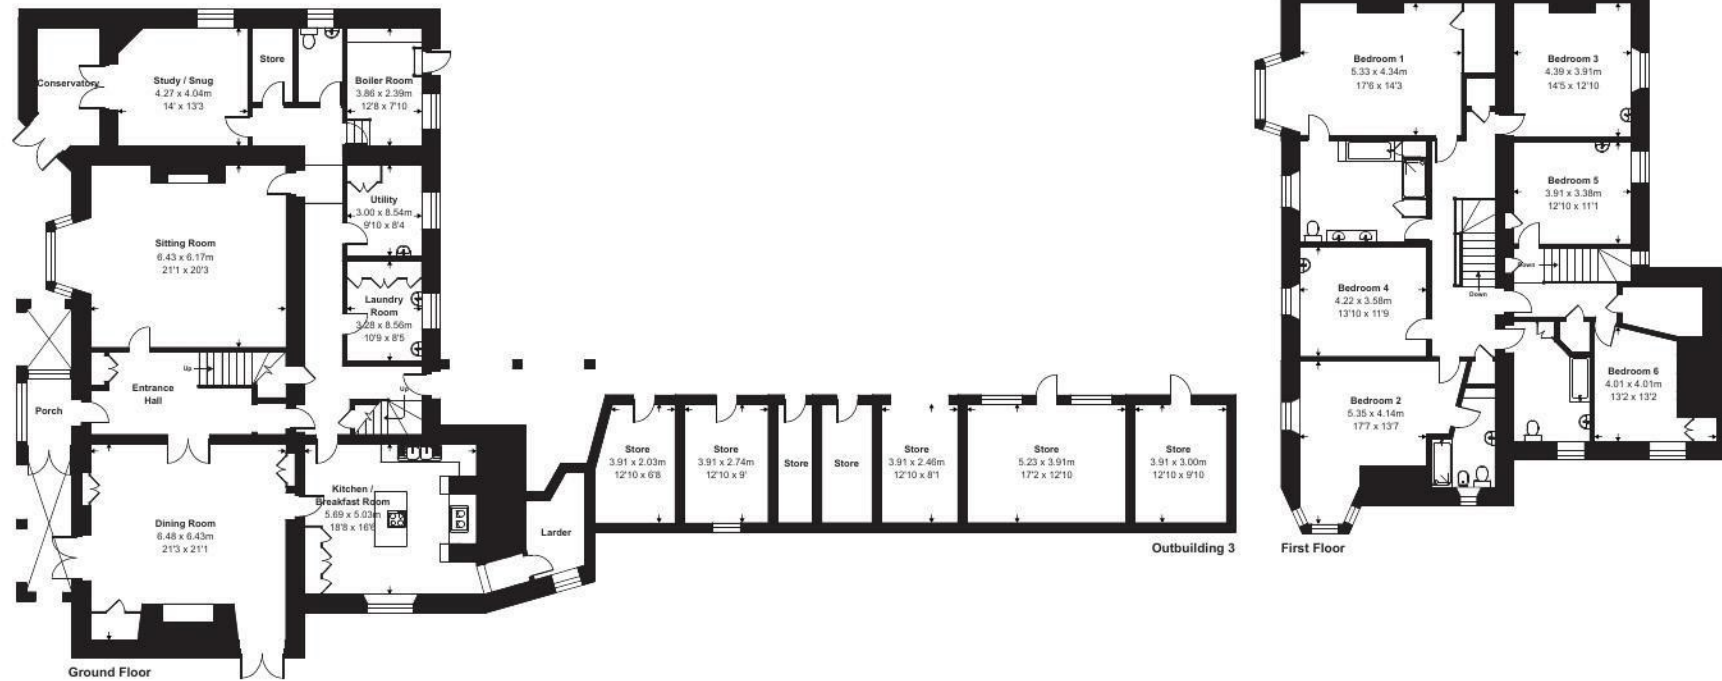 Conservatory
Study / Snug
4.27 x 4.04m
14' x 13'3
Store
Boiler Room
3.86 x 2.39m
12'8 x 7'10
Sitting Room
6.43 x 6.17m
21'1 x 20'3
Utility
3.00 x 8.54m
9'10 x 8'4
Laundry
Room
3.28 x 8.56m
10'9 x 8'5
Up
Entrance
Hall
Porch
Up
Dining Room
6.48 x 6.43m
21'3 x 21'1
Kitchen /
Breakfast Room
5.69 x 5.03m
18'8 x 16'6
Larder
Ground Floor
Store
3.91 x 2.03m
12'10 x 6'8
Store
3.91 x 2.74m
12'10 x 9'
Store
Store
Store
3.91 x 2.46m
12'10 x 8'1
Store
5.23 x 3.91m
17'2 x 12'10
Store
3.91 x 3.00m
12'10 x 9'10
Outbuilding 3
Bedroom 1
5.33 x 4.34m
17'6 x 14'3
Bedroom 3
4.39 x 3.91m
14'5 x 12'10
Bedroom 5
3.91 x 3.38m
12'10 x 11'1
Down
Bedroom 4
4.22 x 3.58m
13'10 x 11'9
Down
Bedroom 2
5.35 x 4.14m
17'7 x 13'7
Bedroom 6
4.01 x 4.01m
13'2 x 13'2
First Floor